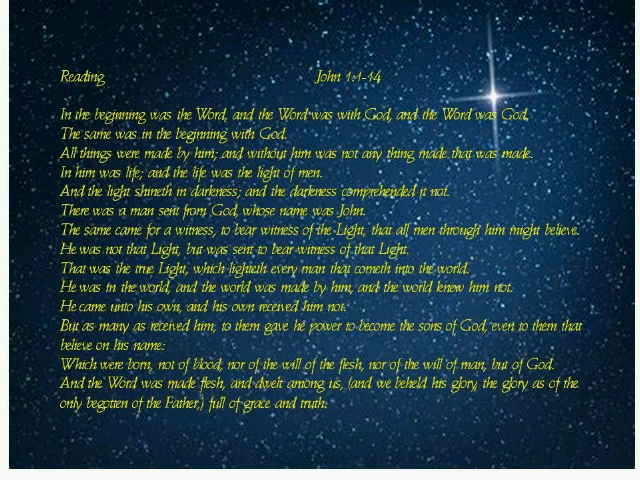 Reading John 1:1-14
In the beginning was the Word, and the Word was with God, and the Word was God.
The same was in the beginning with God.
All things were made by him; and without him was not any thing made that was made.
In him was life; and the life was the light of men.
And the light shineth in darkness; and the darkness comprehended it not.
There was a man sent from God, whose name was John.
The same came for a witness, to bear witness of the Light, that all men through him might believe.
He was not that Light, but was sent to bear witness of that Light.
That was the true Light, which lighteth every man that cometh into the world.
He was in the world, and the world was made by him, and the world knew him not.
He came unto his own, and his own received him not.
But as many as received him, to them gave he power to become the sons of God, even to them that
believe on his name:
Which were born, not of blood, nor of the will of the flesh, nor of the will of man, but of God.
And the Word was made flesh, and dwelt among us, (and we beheld his glory, the glory as of the
only begotten of the Father,) full of grace and truth.